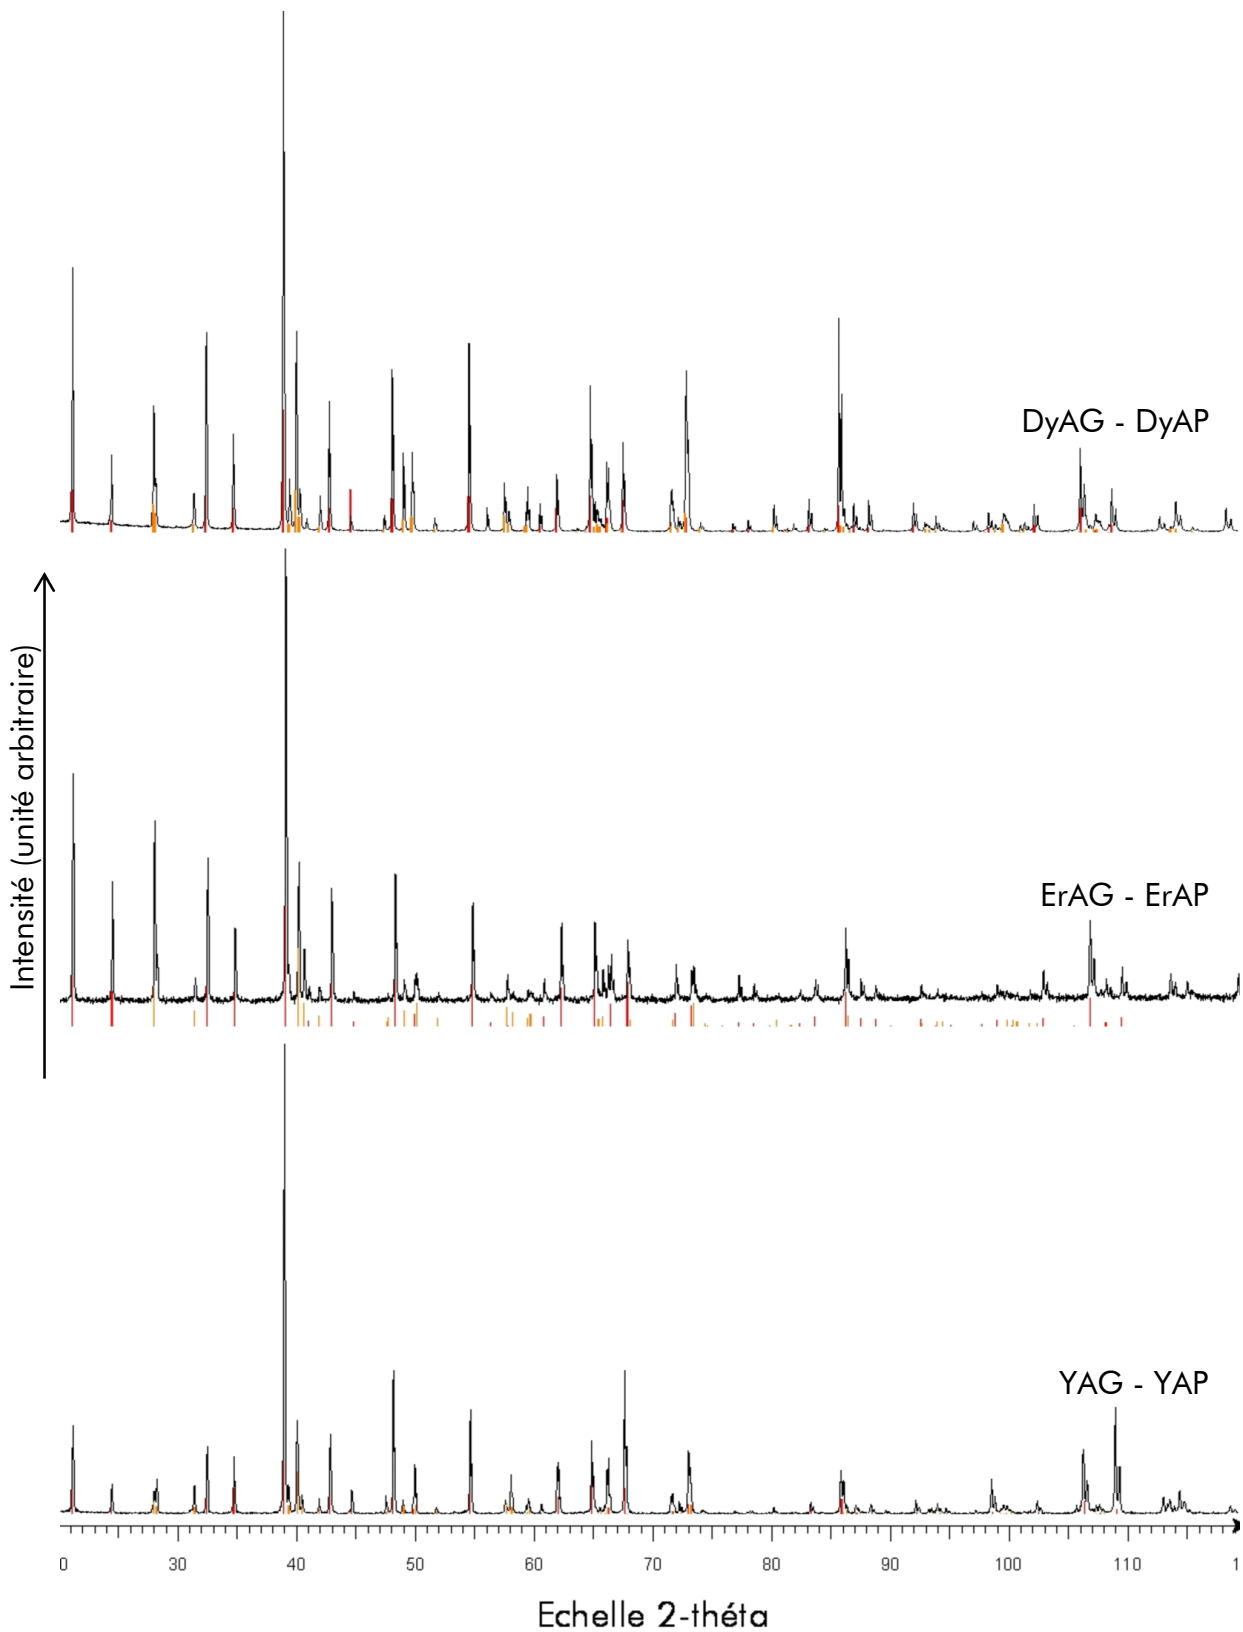 DyAG - DyAP
Intensité (unité arbitraire)
ErAG - ErAP
YAG - YAP
0 30 40 50 60 70 80 90 100 110 1
Echelle 2-théta